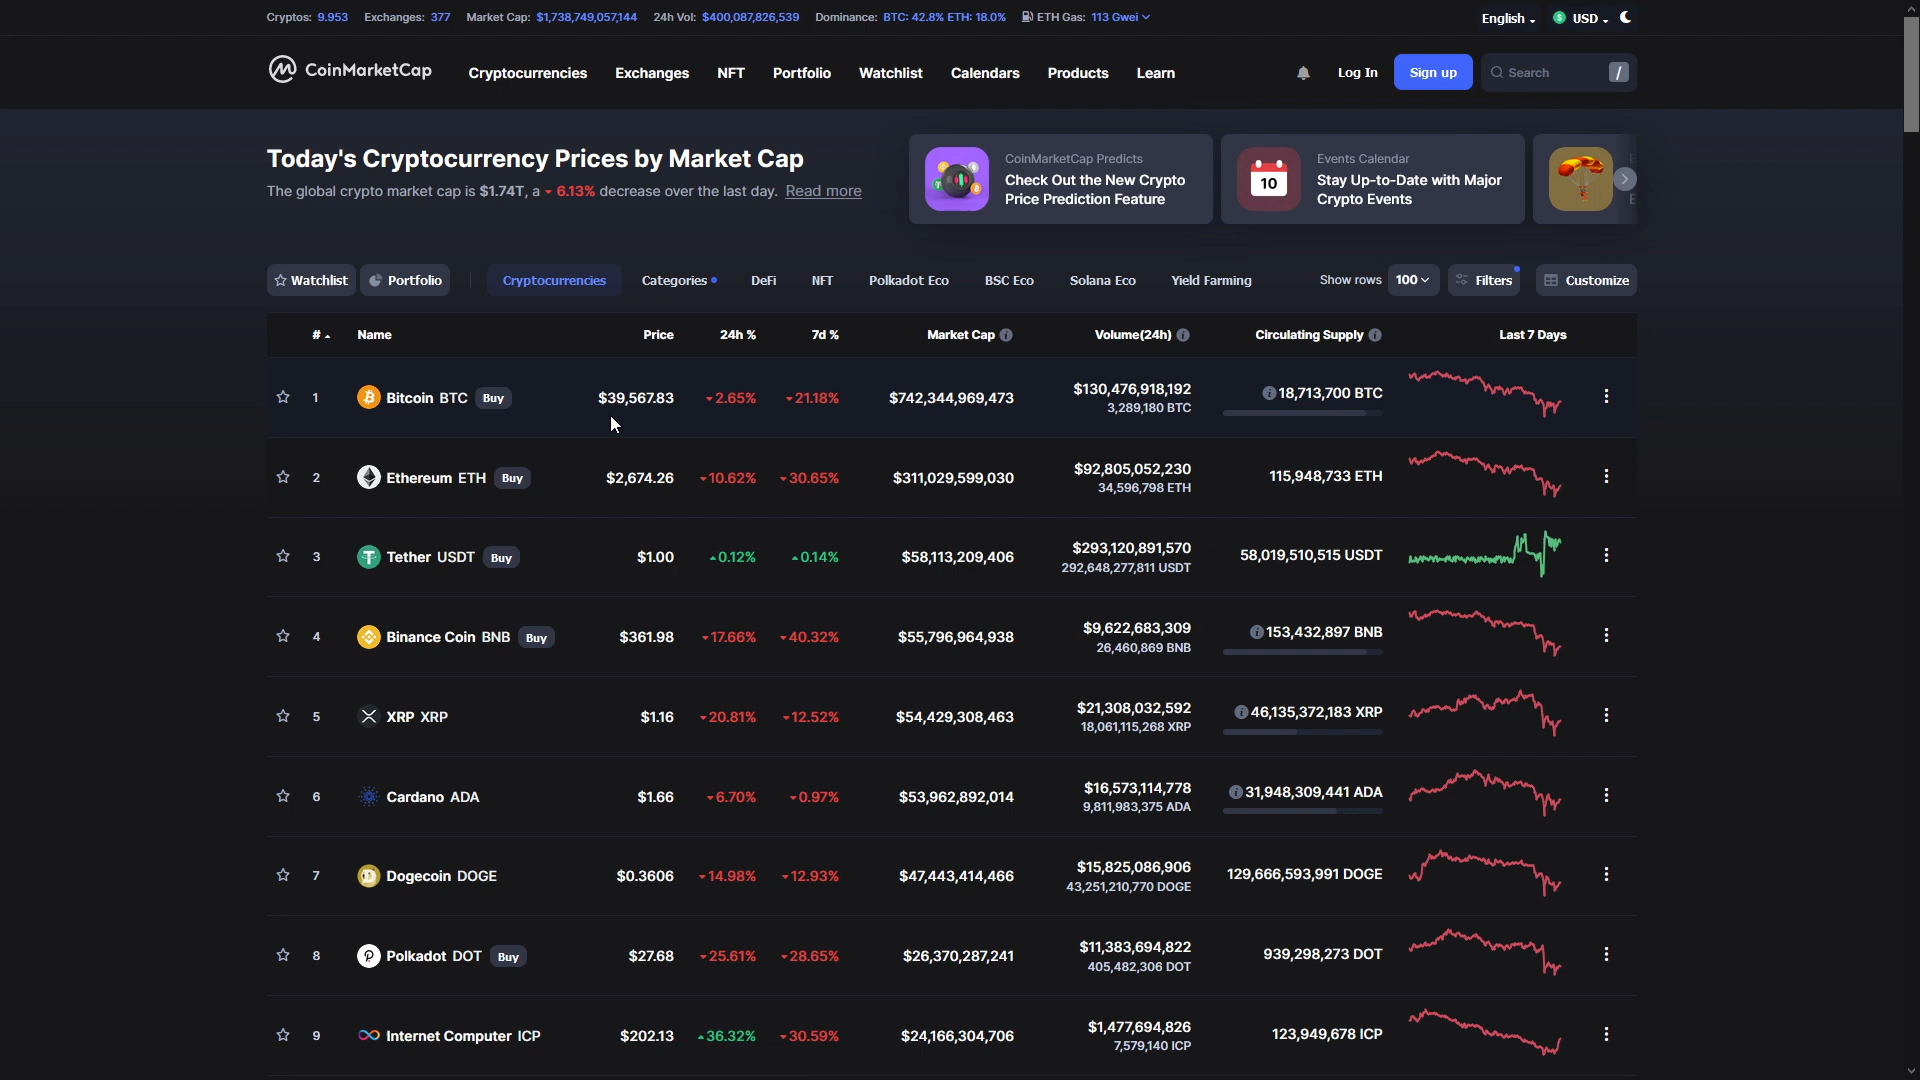 Cryptos: 9.953 Exchanges: 377 Market Cap: $1,738,749,057,144 24h Vol: $400,087,826,539 Dominance: BTC: 42.8% ETH: 18.0% ETH Gas: 113 Gwei English USD
CoinMarketCap Cryptocurrencies Exchanges NFT Portfolio Watchlist Calendars Products Learn Log In Sign up Search /
Today's Cryptocurrency Prices by Market Cap
The global crypto market cap is $1.74T, a 6.13% decrease over the last day. Read more
CoinMarketCap Predicts
Check Out the New Crypto
Price Prediction Feature
10
Events Calendar
Stay Up-to-Date with Major
Crypto Events
Watchlist Portfolio Cryptocurrencies Categories DeFi NFT Polkadot Eco BSC Eco Solana Eco Yield Farming Show rows 100 Filters Customize
# Name Price 24h % 7d % Market Cap Volume(24h) Circulating Supply Last 7 Days
1 Bitcoin BTC Buy $39,567.83 2.65% 21.18% $742,344,969,473 $130,476,918,192 18,713,700 BTC
3,289,180 BTC
2 Ethereum ETH Buy $2,674.26 10.62% 30.65% $311,029,599,030 $92,805,052,230 115,948,733 ETH
34,596,798 ETH
3 Tether USDT Buy $1.00 0.12% 0.14% $58,113,209,406 $293,120,891,570 58,019,510,515 USDT
292,648,277,811 USDT
4 Binance Coin BNB Buy $361.98 17.66% 40.32% $55,796,964,938 $9,622,683,309 153,432,897 BNB
26,460,869 BNB
5 XRP XRP $1.16 20.81% 12.52% $54,429,308,463 $21,308,032,592 46,135,372,183 XRP
18,061,115,268 XRP
6 Cardano ADA $1.66 6.70% 0.97% $53,962,892,014 $16,573,114,778 31,948,309,441 ADA
9,811,983,375 ADA
7 Dogecoin DOGE $0.3606 14.98% 12.93% $47,443,414,466 $15,825,086,906 129,666,593,991 DOGE
43,251,210,770 DOGE
8 Polkadot DOT Buy $27.68 25.61% 28.65% $26,370,287,241 $11,383,694,822 939,298,273 DOT
405,482,306 DOT
9 Internet Computer ICP $202.13 36.32% 30.59% $24,166,304,706 $1,477,694,826 123,949,678 ICP
7,579,140 ICP